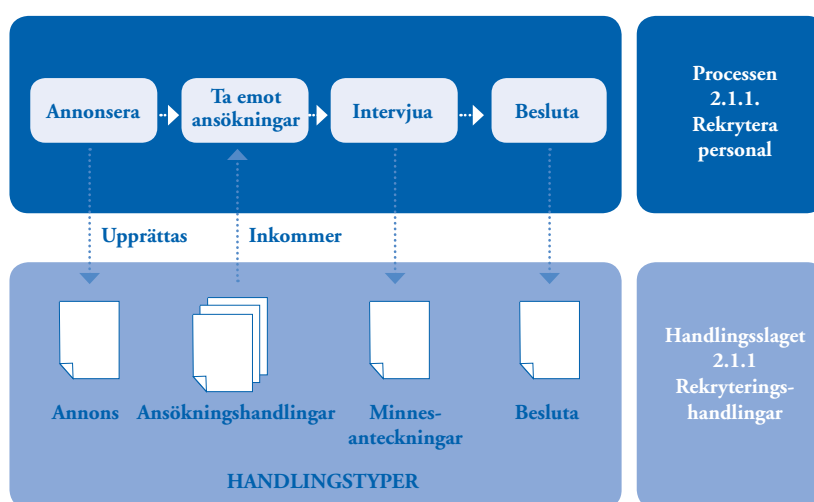 Annonsera
Ta emot
ansökningar
Intervjua
Besluta
Processen
2.1.1.
Rekrytera
personal
Upprättas
Inkommer
Annons
Ansökningshandlingar
Minnes-
anteckningar
Besluta
HANDLINGSTYPER
Handlingsslaget
2.1.1
Rekryterings-
handlingar